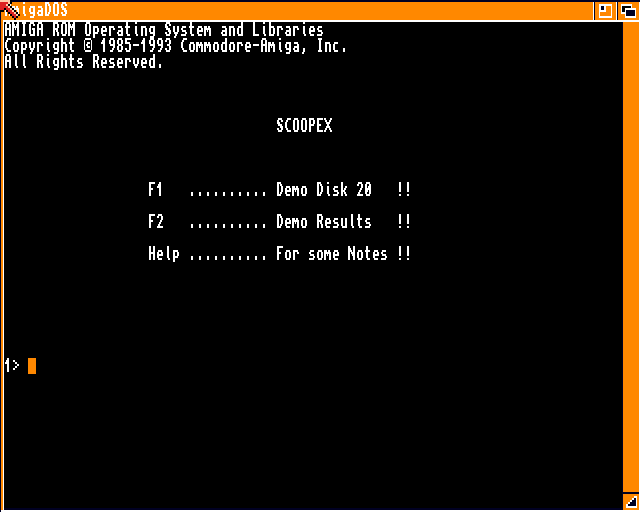 AmigaDOS
AMIGA ROM Operating System and Libraries
Copyright © 1985-1993 Commodore-Amiga, Inc.
All Rights Reserved.
SCOOPEX
F1 .......... Demo Disk 20 !!
F2 .......... Demo Results !!
Help .......... For some Notes !!
1>